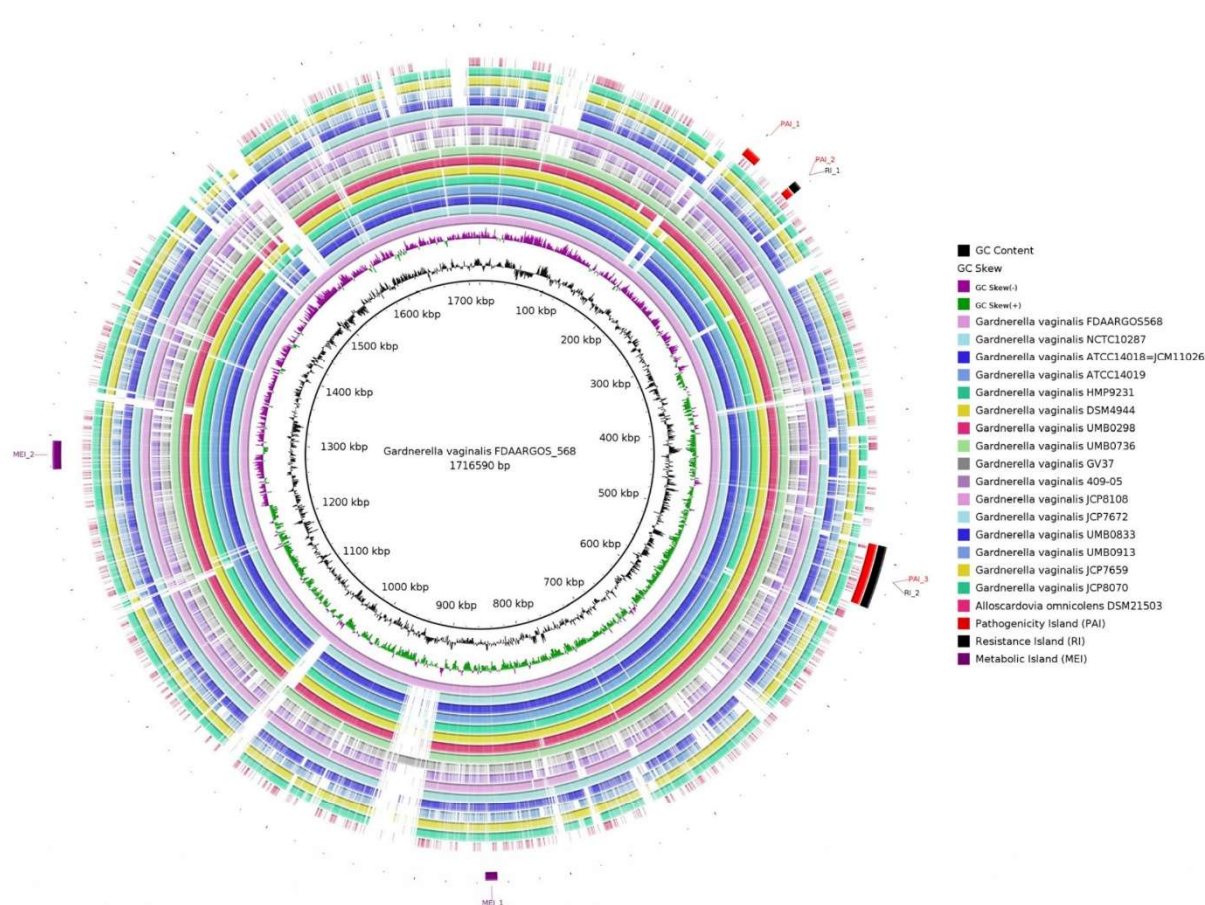 PAI_1
PAI_2
RI_1
MEI_2
PAI_3
RI_2
MEI_1
1700 kbp
100 kbp
200 kbp
300 kbp
400 kbp
500 kbp
600 kbp
700 kbp
800 kbp
900 kbp
1000 kbp
1100 kbp
1200 kbp
1300 kbp
1400 kbp
1500 kbp
1600 kbp
Gardnerella vaginalis FDAARGOS_568
1716590 bp
GC Content
GC Skew
GC Skew(-)
GC Skew(+)
Gardnerella vaginalis FDAARGOS568
Gardnerella vaginalis NCTC10287
Gardnerella vaginalis ATCC14018=JCM11026
Gardnerella vaginalis ATCC14019
Gardnerella vaginalis HMP9231
Gardnerella vaginalis DSM4944
Gardnerella vaginalis UMB0298
Gardnerella vaginalis UMB0736
Gardnerella vaginalis GV37
Gardnerella vaginalis 409-05
Gardnerella vaginalis JCP8108
Gardnerella vaginalis JCP7672
Gardnerella vaginalis UMB0833
Gardnerella vaginalis UMB0913
Gardnerella vaginalis JCP7659
Gardnerella vaginalis JCP8070
Alloscardovia omnicolens DSM21503
Pathogenicity Island (PAI)
Resistance Island (RI)
Metabolic Island (MEI)